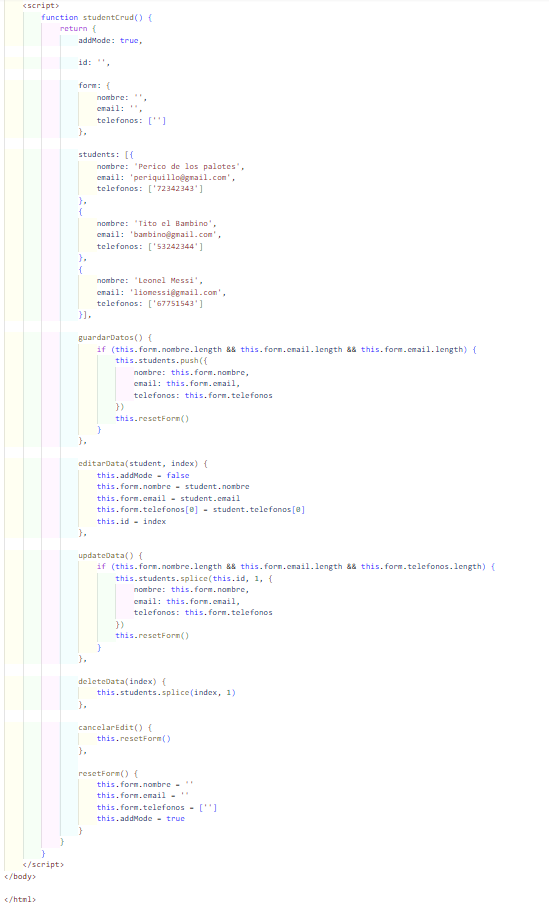 <script>
function studentCrud() {
return {
addMode: true,
id: '',
form: {
nombre: '',
email: '',
telefonos: ['']
},
students: [{
nombre: 'Perico de los palotes',
email: 'periquillo@gmail.com',
telefonos: ['72342343']
},
{
nombre: 'Tito el Bambino',
email: 'bambino@gmail.com',
telefonos: ['53242344']
},
{
nombre: 'Leonel Messi',
email: 'liomessi@gmail.com',
telefonos: ['67751543']
}],
guardarDatos() {
if (this.form.nombre.length && this.form.email.length && this.form.email.length) {
this.students.push({
nombre: this.form.nombre,
email: this.form.email,
telefonos: this.form.telefonos
})
this.resetForm()
}
},
editarData(student, index) {
this.addMode = false
this.form.nombre = student.nombre
this.form.email = student.email
this.form.telefonos[0] = student.telefonos[0]
this.id = index
},
updateData() {
if (this.form.nombre.length && this.form.email.length && this.form.telefonos.length) {
this.students.splice(this.id, 1, {
nombre: this.form.nombre,
email: this.form.email,
telefonos: this.form.telefonos
})
this.resetForm()
}
},
deleteData(index) {
this.students.splice(index, 1)
},
cancelarEdit() {
this.resetForm()
},
resetForm() {
this.form.nombre = ''
this.form.email = ''
this.form.telefonos = ['']
this.addMode = true
}
}
}
</script>
</body>
</html>